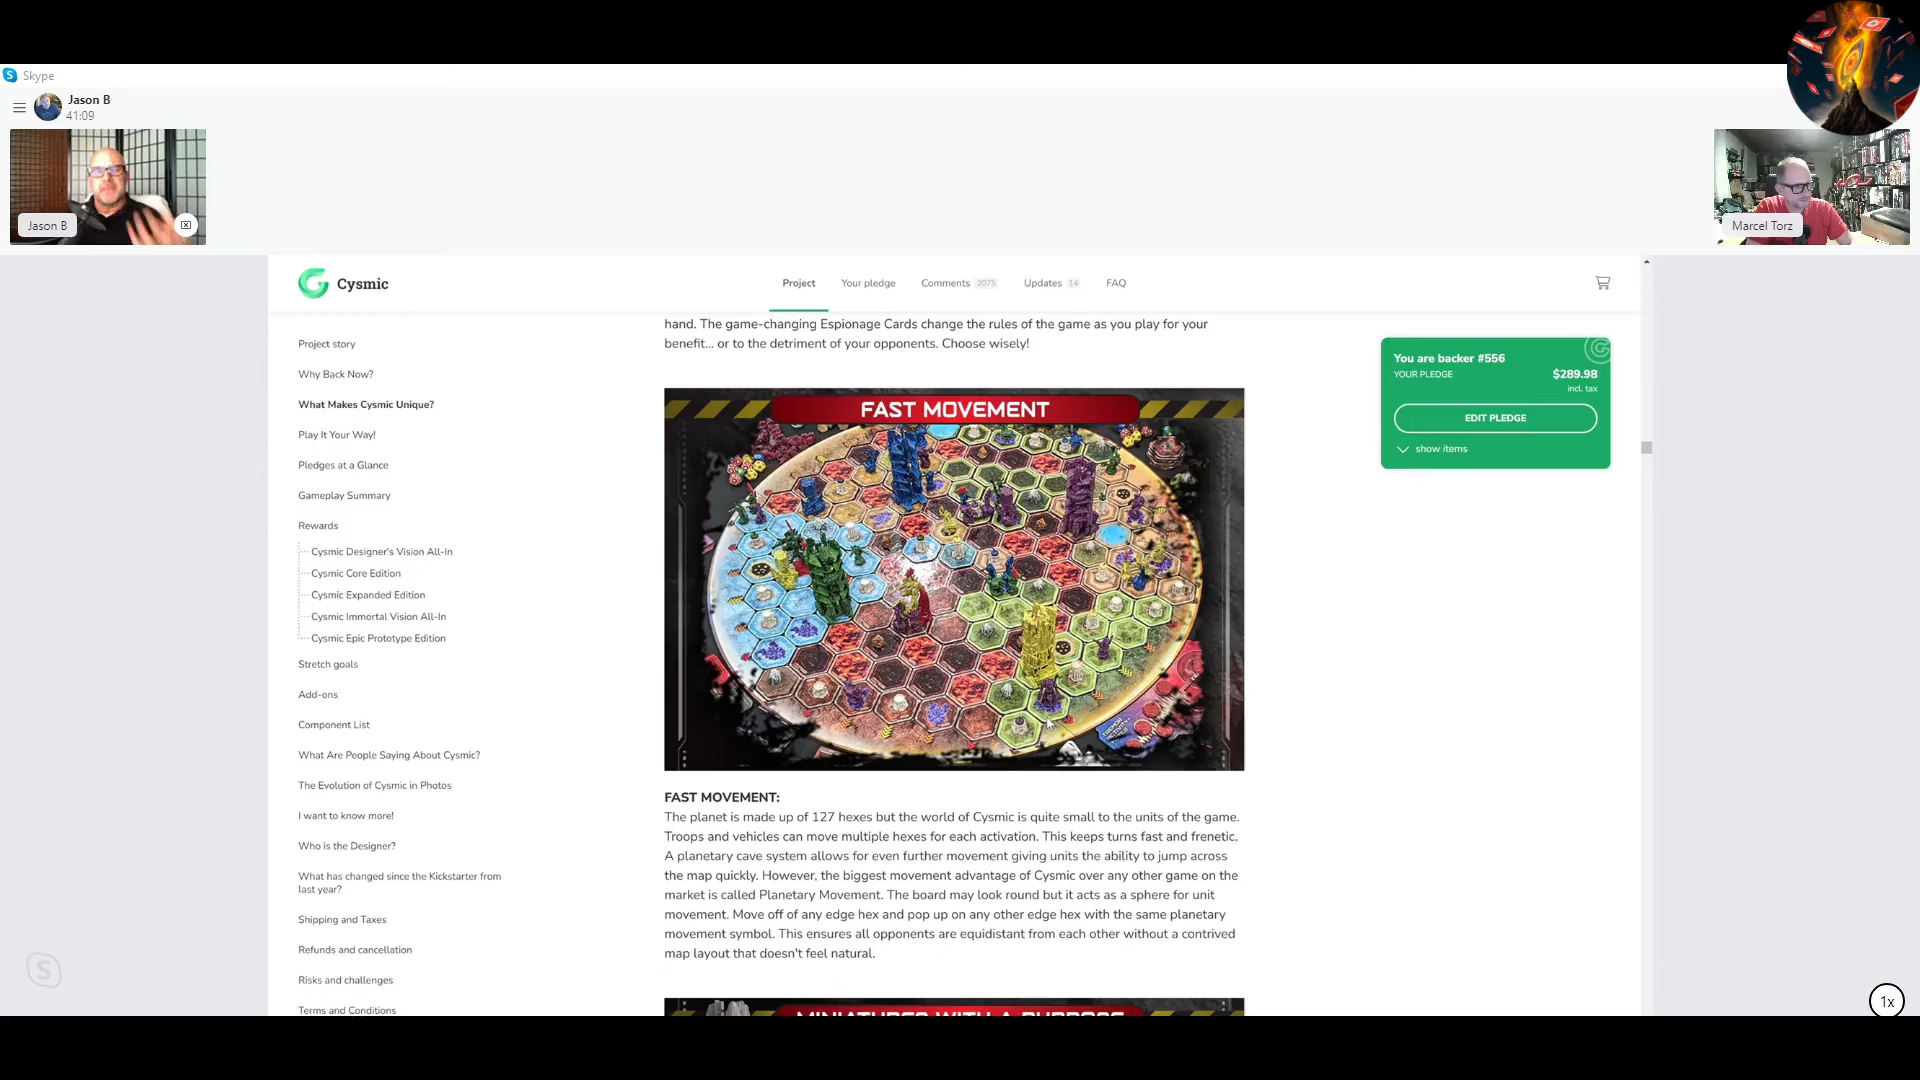 Skype
Jason B
41:09
Jason B
Marcel Torz
Cysmic
Project
Your pledge
Comments 2075
Updates 14
FAQ
Project story
Why Back Now?
What Makes Cysmic Unique?
Play It Your Way!
Pledges at a Glance
Gameplay Summary
Rewards
Cysmic Designer's Vision All-In
Cysmic Core Edition
Cysmic Expanded Edition
Cysmic Immortal Vision All-In
Cysmic Epic Prototype Edition
Stretch goals
Add-ons
Component List
What Are People Saying About Cysmic?
The Evolution of Cysmic in Photos
I want to know more!
Who is the Designer?
What has changed since the Kickstarter from
last year?
Shipping and Taxes
Refunds and cancellation
Risks and challenges
Terms and Conditions
hand. The game-changing Espionage Cards change the rules of the game as you play for your
benefit... or to the detriment of your opponents. Choose wisely!
FAST MOVEMENT
FAST MOVEMENT:
The planet is made up of 127 hexes but the world of Cysmic is quite small to the units of the game.
Troops and vehicles can move multiple hexes for each activation. This keeps turns fast and frenetic.
A planetary cave system allows for even further movement giving units the ability to jump across
the map quickly. However, the biggest movement advantage of Cysmic over any other game on the
market is called Planetary Movement. The board may look round but it acts as a sphere for unit
movement. Move off of any edge hex and pop up on any other edge hex with the same planetary
movement symbol. This ensures all opponents are equidistant from each other without a contrived
map layout that doesn't feel natural.
MINIATURES WITH A PURPOSE
You are backer #556
YOUR PLEDGE
$289.98
incl. tax
EDIT PLEDGE
show items
1x